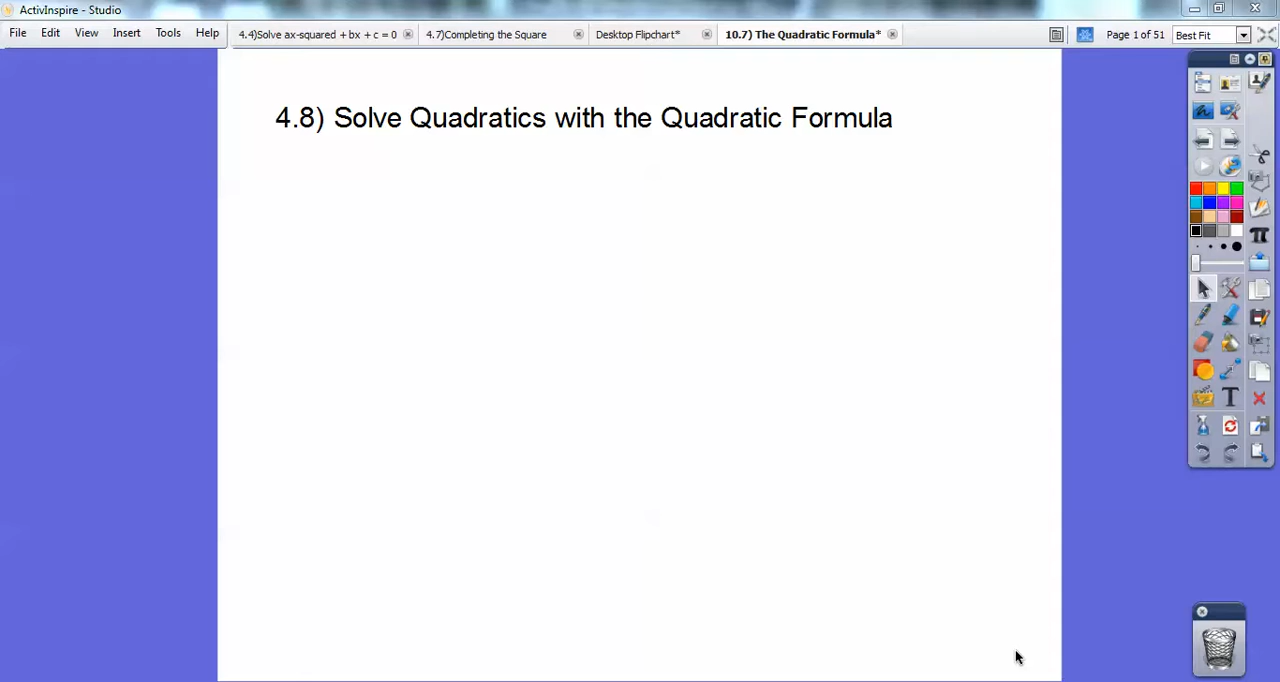 ActivInspire - Studio
File Edit View Insert Tools Help
4.4)Solve ax-squared + bx + c = 0 4.7)Completing the Square Desktop Flipchart* 10.7) The Quadratic Formula* Page 1 of 51 Best Fit
4.8) Solve Quadratics with the Quadratic Formula